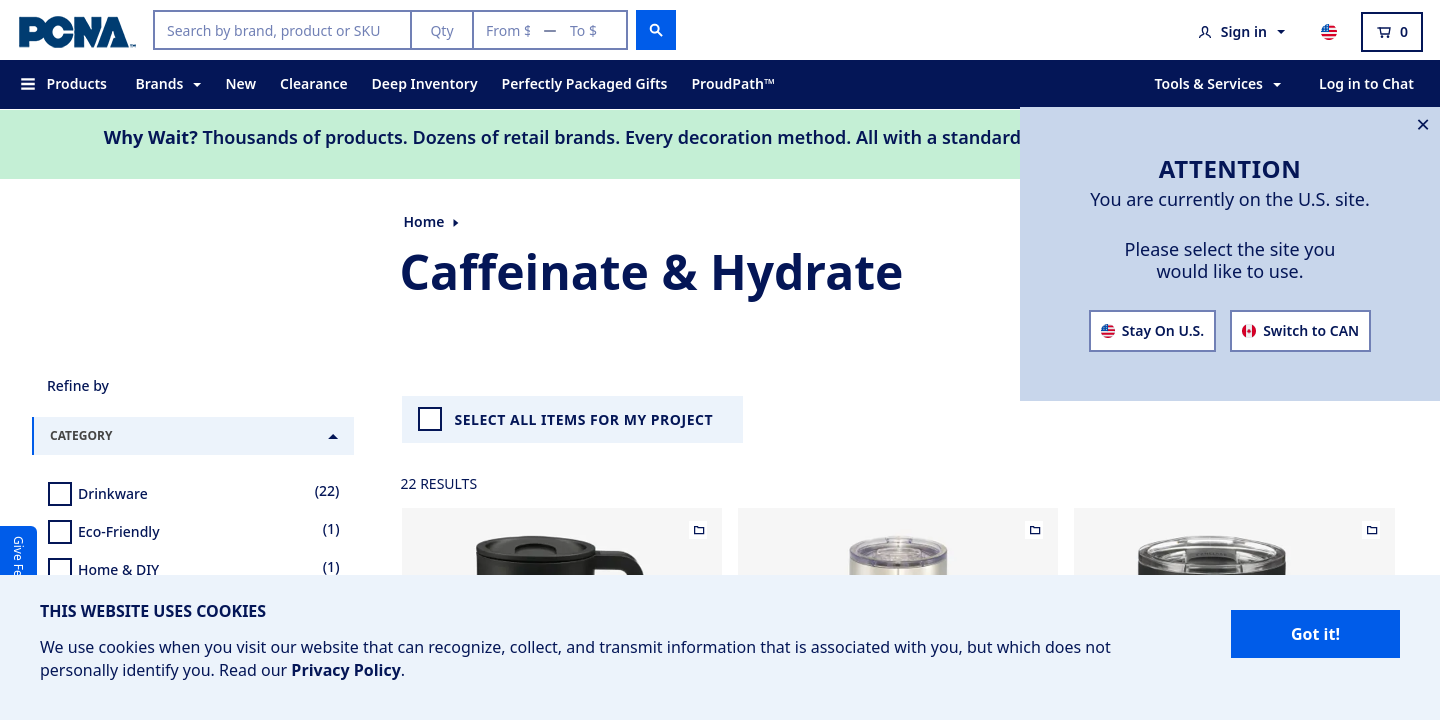 PCNA™
Search by brand, product or SKU
Qty
From $ — To $
Sign in
0
Products
Brands
New
Clearance
Deep Inventory
Perfectly Packaged Gifts
ProudPath™
Tools & Services
Log in to Chat
Why Wait? Thousands of products. Dozens of retail brands. Every decoration method. All with a standard
ATTENTION
You are currently on the U.S. site.
Please select the site you
would like to use.
Stay On U.S.
Switch to CAN
Home
Caffeinate & Hydrate
Refine by
CATEGORY
SELECT ALL ITEMS FOR MY PROJECT
22 RESULTS
Drinkware (22)
Eco-Friendly (1)
Home & DIY (1)
Give Fe
THIS WEBSITE USES COOKIES
We use cookies when you visit our website that can recognize, collect, and transmit information that is associated with you, but which does not
personally identify you. Read our Privacy Policy.
Got it!